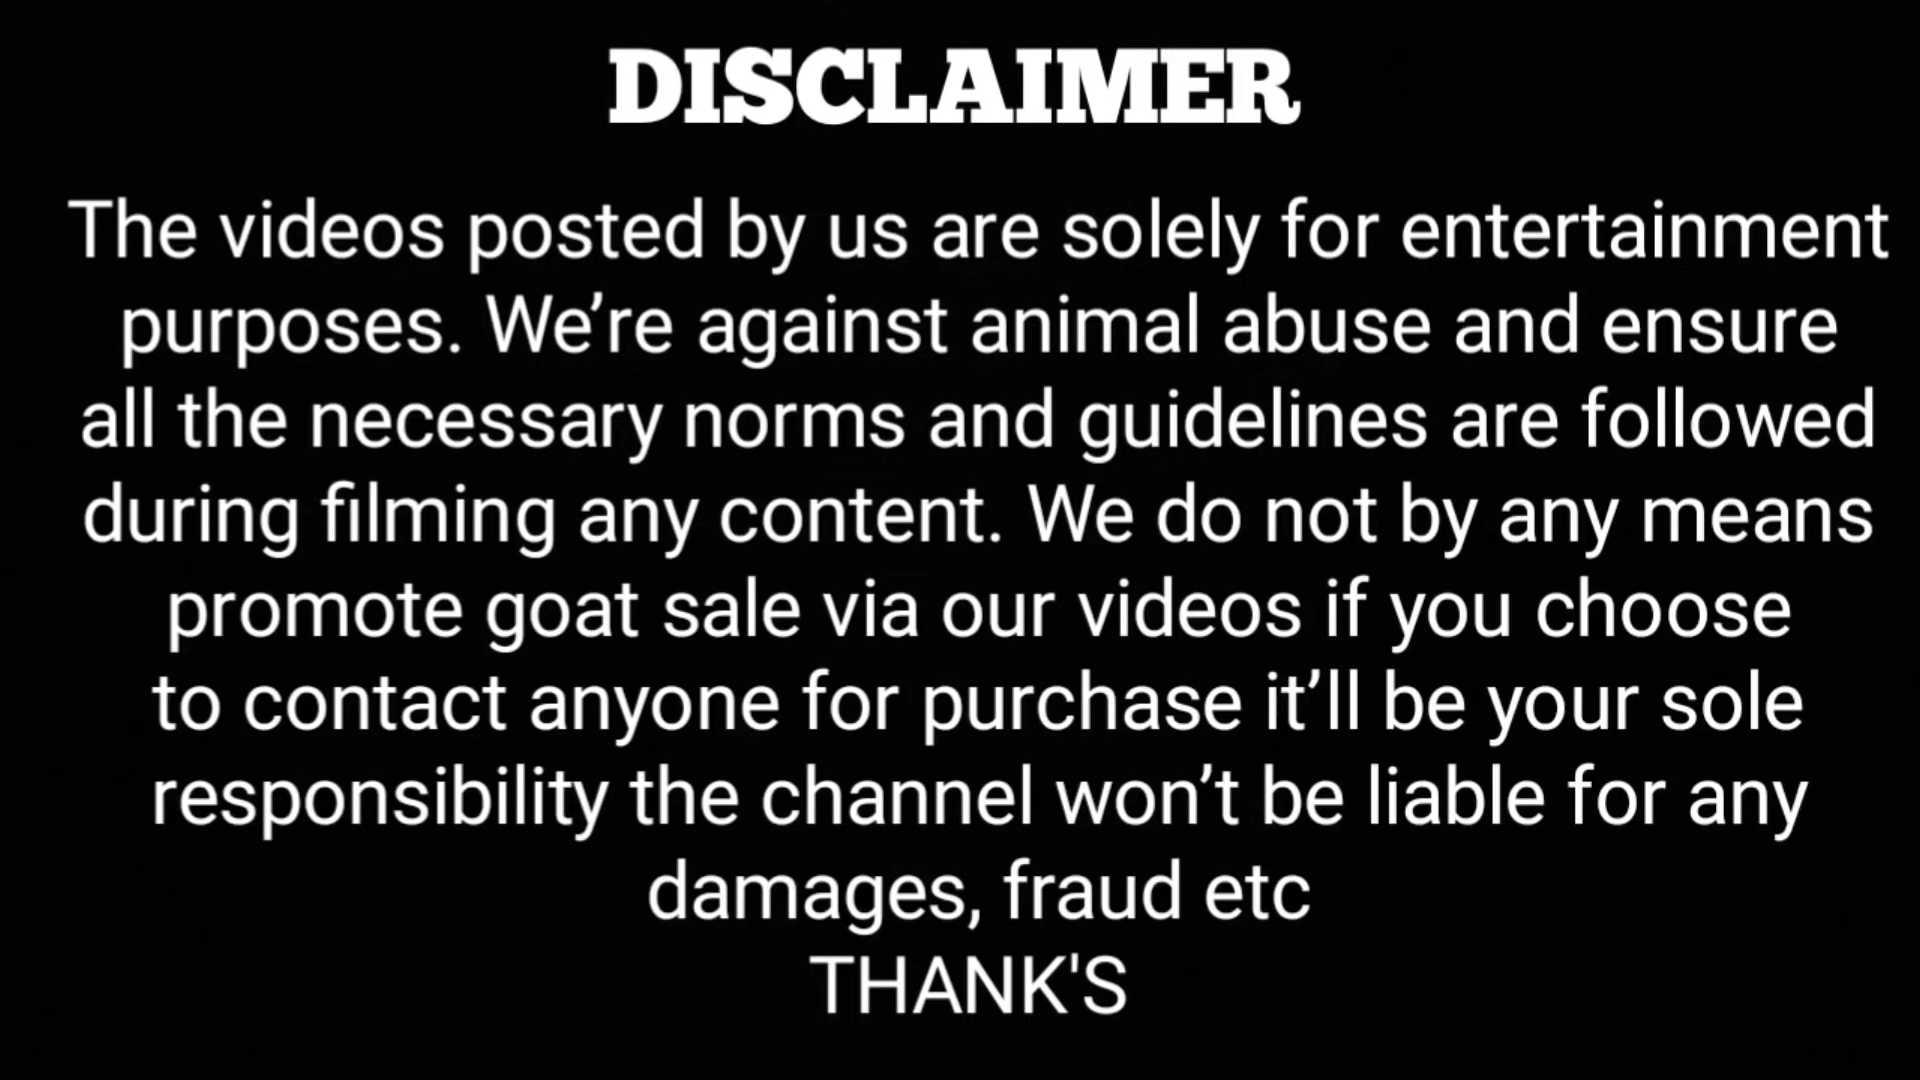 DISCLAIMER
The videos posted by us are solely for entertainment
purposes. We’re against animal abuse and ensure
all the necessary norms and guidelines are followed
during filming any content. We do not by any means
promote goat sale via our videos if you choose
to contact anyone for purchase it’ll be your sole
responsibility the channel won’t be liable for any
damages, fraud etc
THANK'S